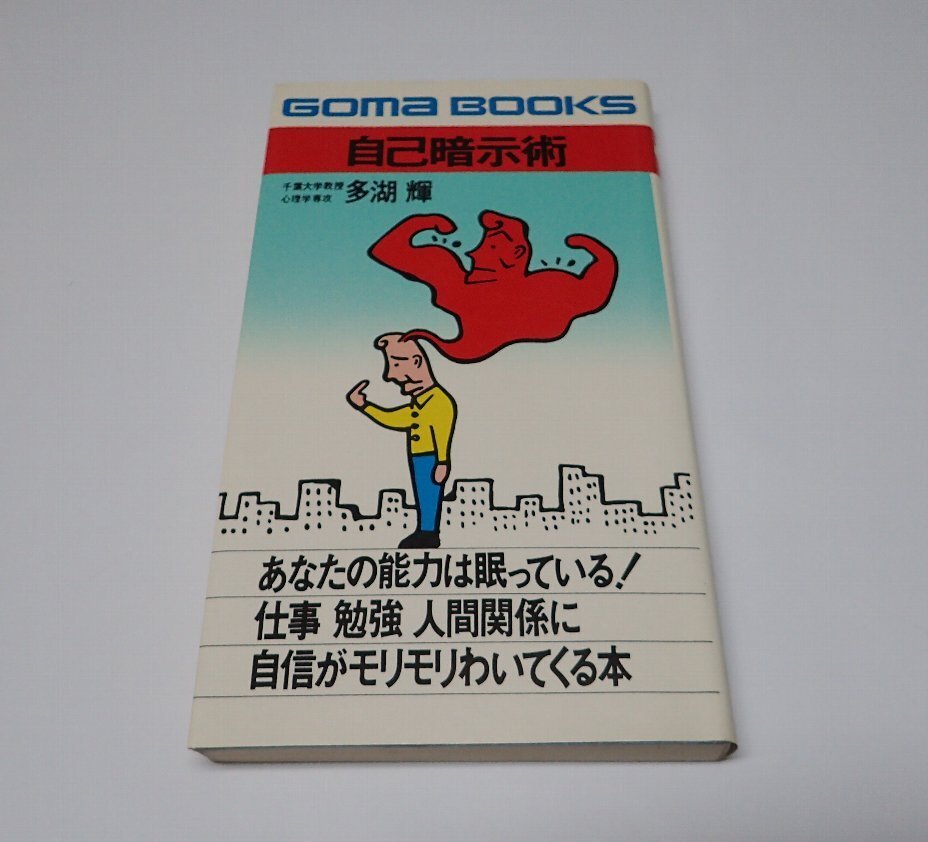 GOMA BOOKS
自己暗示術
千葉大学教授
心理学専攻
多湖 輝
あなたの能力は眠っている!
仕事 勉強 人間関係に
自信がモリモリわいてくる本